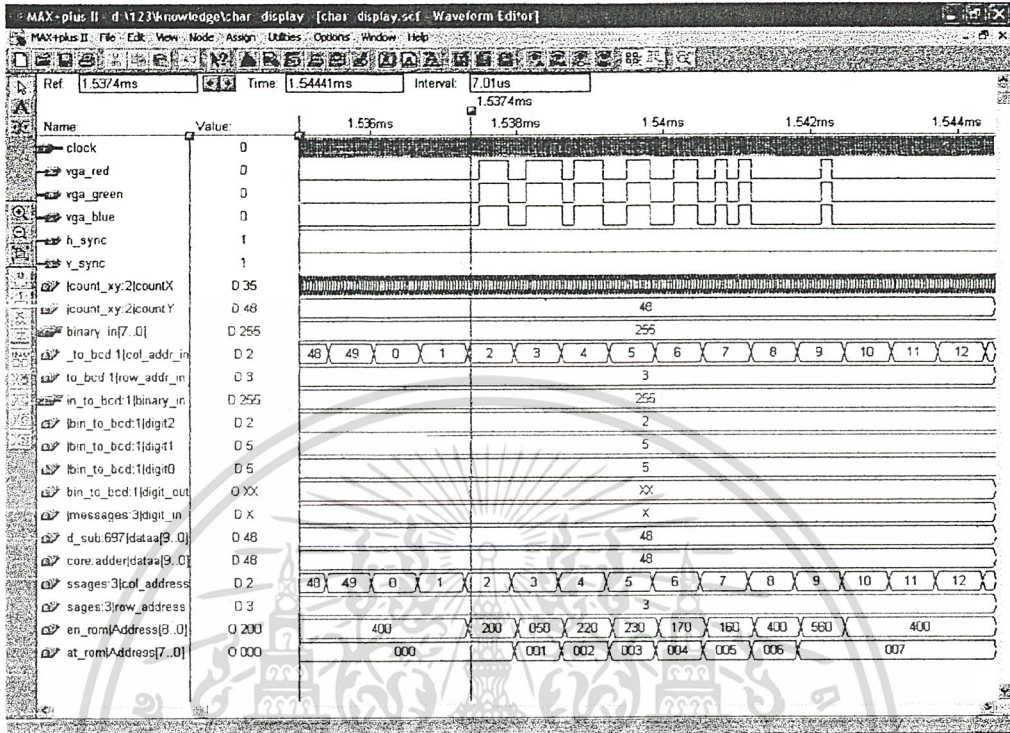 MAX+plus II - d:\123\knowledge\char_display - [char_display.scf - Waveform Editor]
MAX+plus II File Edit View Node Assign Utilities Options Window Help
Ref: 1.5374ms Time: 1.54441ms Interval: 7.01us
1.5374ms
Name: Value: 1.536ms 1.538ms 1.54ms 1.542ms 1.544ms
clock 0
vga_red 0
vga_green 0
vga_blue 0
h_sync 1
v_sync 1
|count_xy:2|countX D 35
|count_xy:2|countY D 48 48
binary_in[7..0] D 255 255
_to_bcd:1|col_addr_in D 2 48 49 0 1 2 3 4 5 6 7 8 9 10 11 12
to_bcd:1|row_addr_in D 3 3
in_to_bcd:1|binary_in D 255 255
|bin_to_bcd:1|digit2 D 2 2
|bin_to_bcd:1|digit1 D 5 5
|bin_to_bcd:1|digit0 D 5 5
bin_to_bcd:1|digit_out O XX XX
|messages:3|digit_in D X X
d_sub:697|dataa[9..0] D 48 48
core:adder|dataa[9..0] D 48 48
ssages:3|col_address D 2 48 49 0 1 2 3 4 5 6 7 8 9 10 11 12
sages:3|row_address D 3 3
en_rom|Address[8..0] O 200 400 200 050 220 230 170 160 400 560 400
at_rom|Address[7..0] O 000 000 001 002 003 004 005 006 007